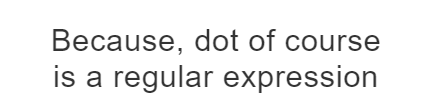 Because, dot of course
is a regular expression